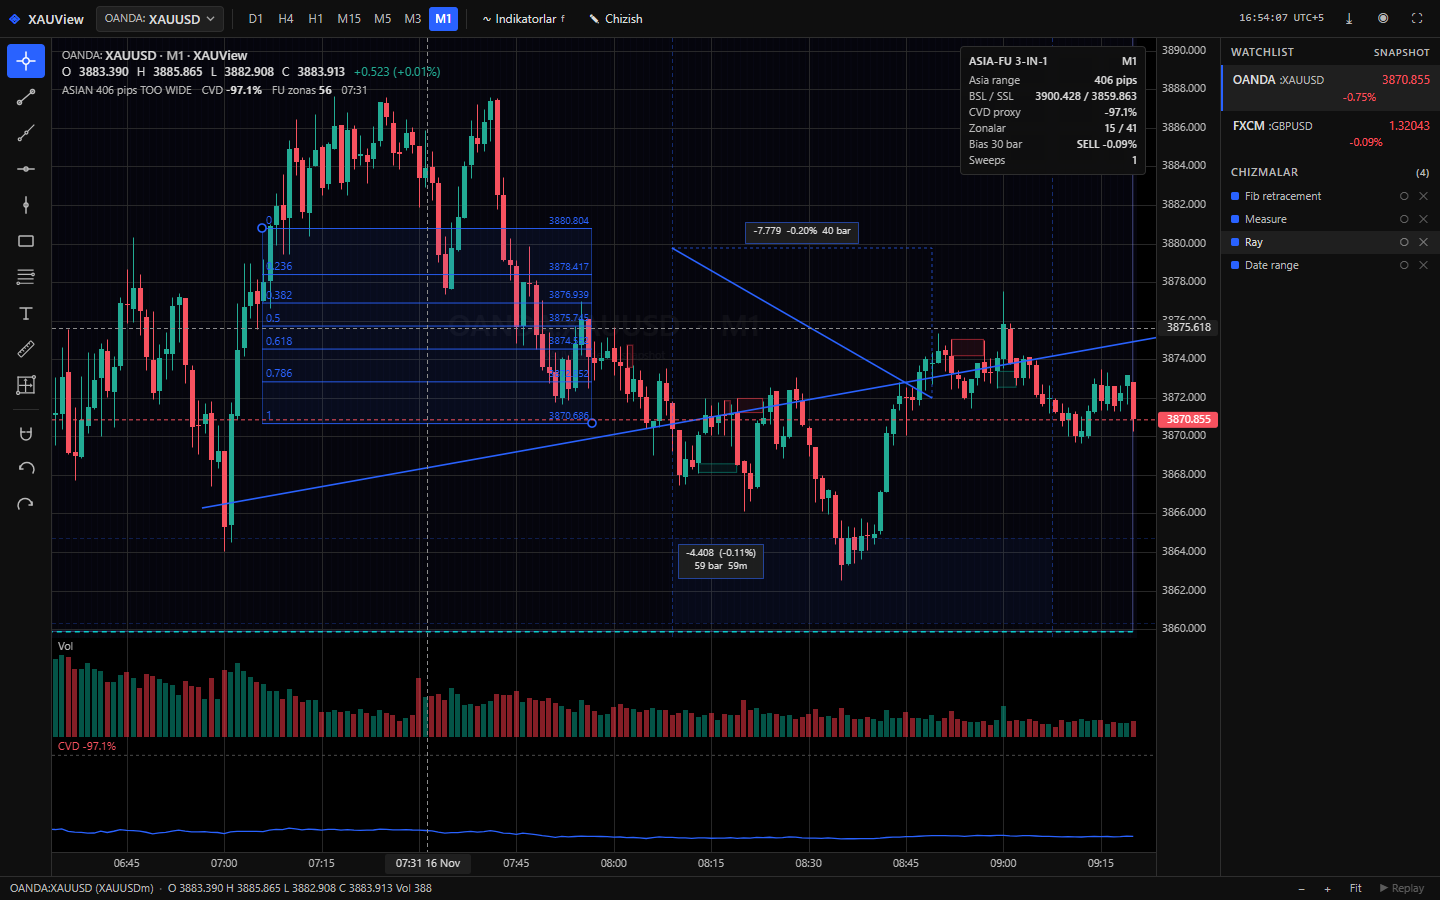 XAUView OANDA: XAUUSD D1 H4 H1 M15 M5 M3 M1 Indikatorlar f Chizish 16:54:07 UTC+5
OANDA: XAUUSD · M1 · XAUView
O 3883.390 H 3885.865 L 3882.908 C 3883.913 +0.523 (+0.01%)
ASIAN 406 pips TOO WIDE CVD -97.1% FU zonas 56 07:31
ASIA-FU 3-IN-1 M1
Asia range 406 pips
BSL / SSL 3900.428 / 3859.863
CVD proxy -97.1%
Zonalar 15 / 41
Bias 30 bar SELL -0.09%
Sweeps 1
3890.000
3888.000
3886.000
3884.000
3882.000
3880.000
3878.000
3875.618
3874.000
3872.000
3870.855
3870.000
3868.000
3866.000
3864.000
3862.000
3860.000
WATCHLIST SNAPSHOT
OANDA :XAUUSD 3870.855
-0.75%
FXCM :GBPUSD 1.32043
-0.09%
CHIZMALAR (4)
Fib retracement
Measure
Ray
Date range
0 3880.804
0.236 3878.417
0.382 3876.939
0.5
0.618
0.786
1 3870.686
-7.779 -0.20% 40 bar
-4.408 (-0.11%)
59 bar 59m
Vol
CVD -97.1%
06:45 07:00 07:15 07:31 16 Nov 07:45 08:00 08:15 08:30 08:45 09:00 09:15
OANDA:XAUUSD (XAUUSDm) · O 3883.390 H 3885.865 L 3882.908 C 3883.913 Vol 388
− + Fit Replay